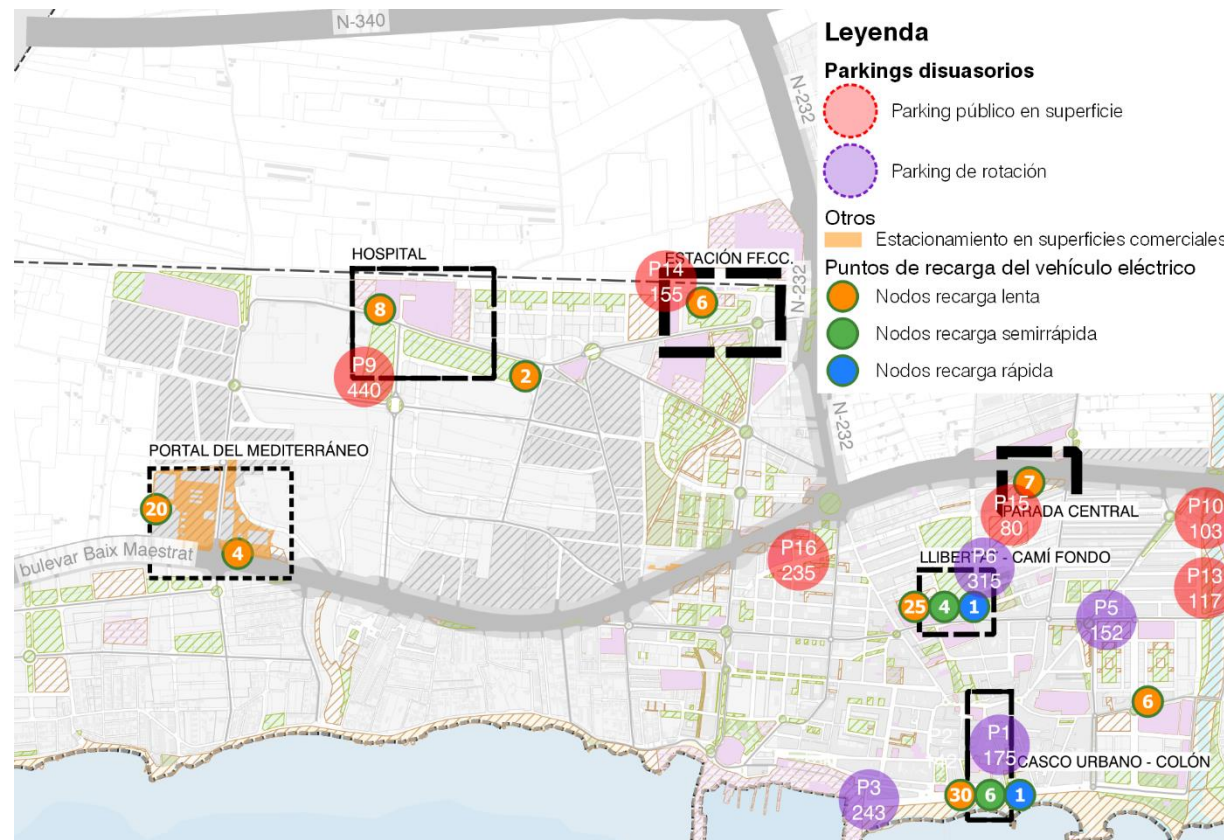 N-340
N-232
Leyenda
Parkings disuasorios
Parking público en superficie
Parking de rotación
Otros
Estacionamiento en superficies comerciales
Puntos de recarga del vehículo eléctrico
Nodos recarga lenta
Nodos recarga semirrápida
Nodos recarga rápida
HOSPITAL
8
P9
440
2
ESTACIÓN FF.CC.
P14
155
6
N-232
N-232
PORTAL DEL MEDITERRÁNEO
20
4
bulevar Baix Maestrat
7
P15
80
PARADA CENTRAL
P10
103
P16
235
LLIBERTAT - CAMÍ FONDO
P6
315
P13
117
25
4
1
P5
152
6
P1
175
CASCO URBANO - COLÓN
P3
243
30
6
1